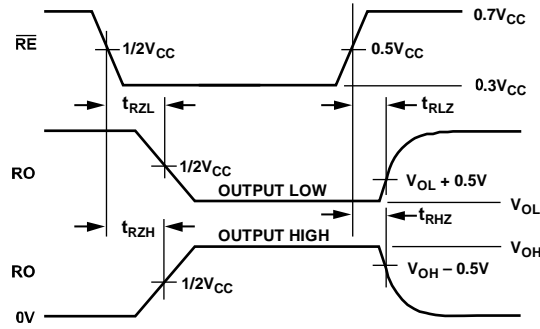 0.7VCC
RE
1/2VCC
0.5VCC
0.3VCC
tRZL
tRLZ
RO
1/2VCC
VOL + 0.5V
OUTPUT LOW
VOL
tRZH
tRHZ
OUTPUT HIGH
VOH
RO
1/2VCC
VOH – 0.5V
0V